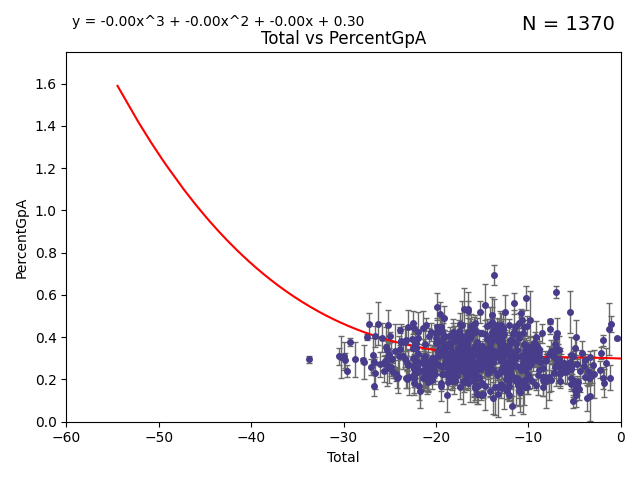 y = -0.00x^3 + -0.00x^2 + -0.00x + 0.30
N = 1370
Total vs PercentGpA
PercentGpA
1.6
1.4
1.2
1.0
0.8
0.6
0.4
0.2
0.0
−60 −50 −40 −30 −20 −10 0
Total